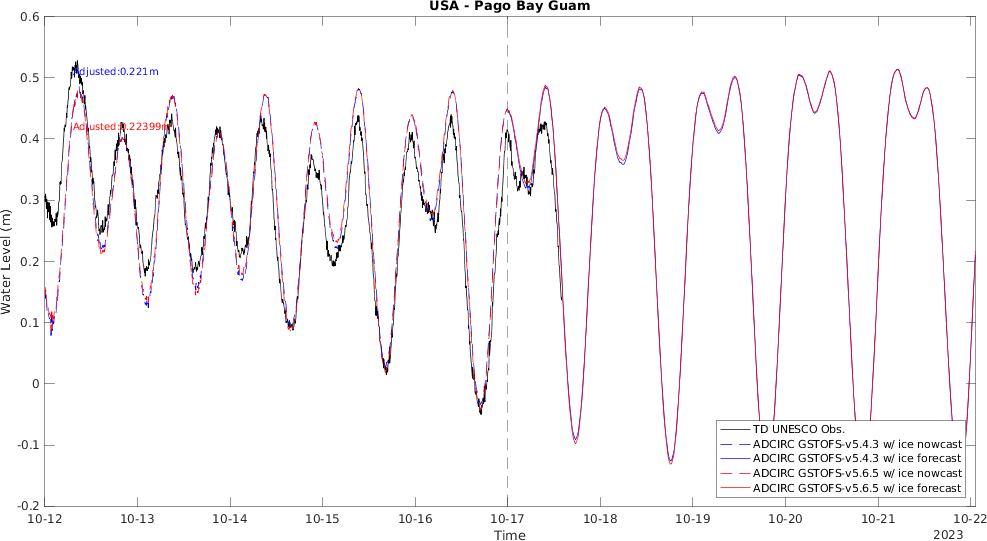 USA - Pago Bay Guam
0.6
0.5
0.4
0.3
0.2
0.1
0
-0.1
-0.2
Water Level (m)
Adjusted:0.221m
Adjusted:0.22399m
TD UNESCO Obs.
ADCIRC GSTOFS-v5.4.3 w/ ice nowcast
ADCIRC GSTOFS-v5.4.3 w/ ice forecast
ADCIRC GSTOFS-v5.6.5 w/ ice nowcast
ADCIRC GSTOFS-v5.6.5 w/ ice forecast
10-12 10-13 10-14 10-15 10-16 10-17 10-18 10-19 10-20 10-21 10-22
Time
2023